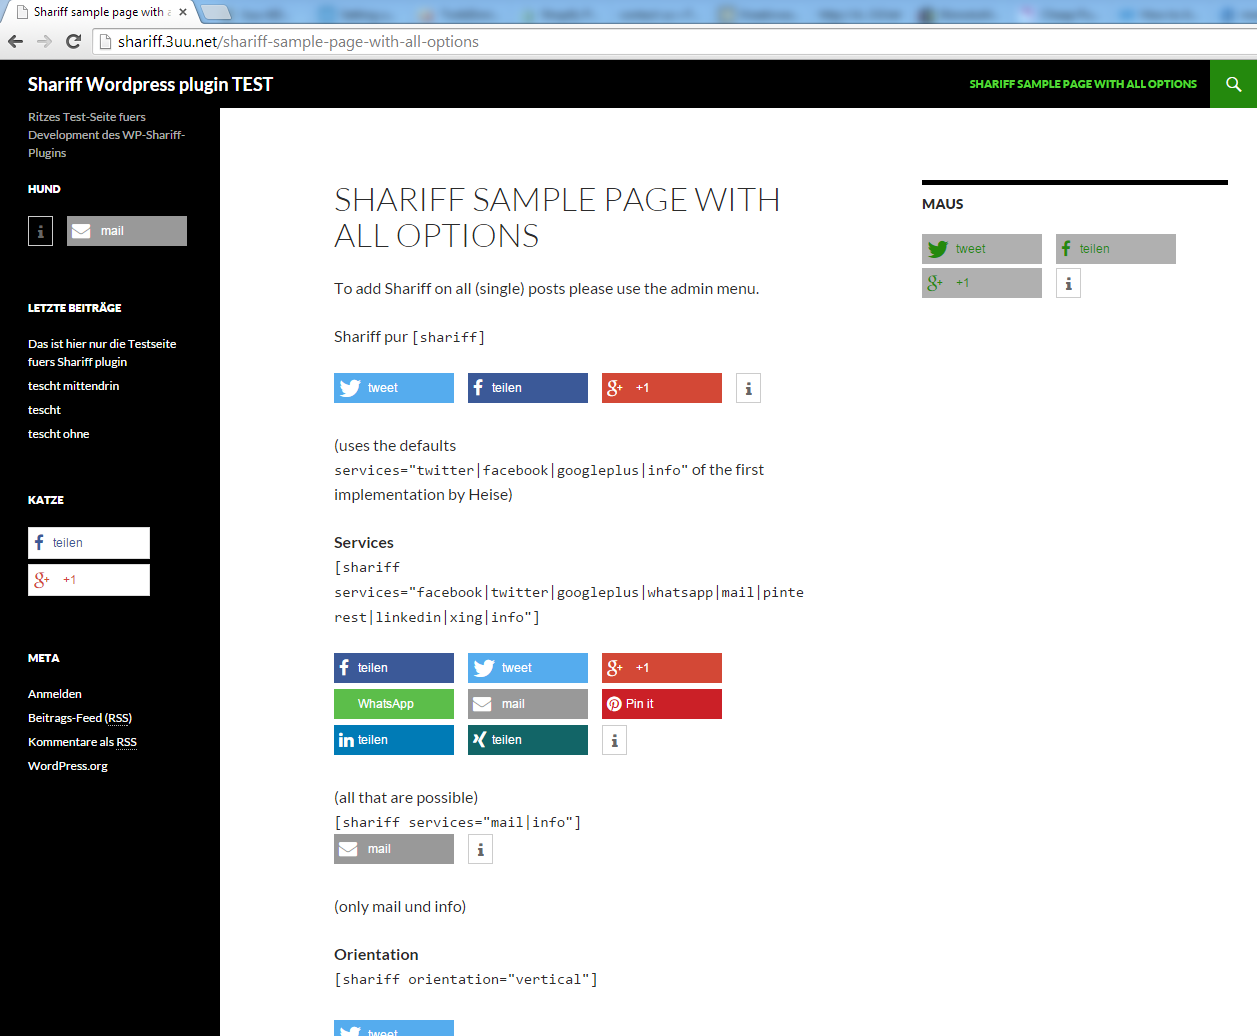 Shariff sample page with a
shariff.3uu.net/shariff-sample-page-with-all-options
Shariff Wordpress plugin TEST
SHARIFF SAMPLE PAGE WITH ALL OPTIONS
Ritzes Test-Seite fuers
Development des WP-Shariff-
Plugins
HUND
mail
LETZTE BEITRÄGE
Das ist hier nur die Testseite
fuers Shariff plugin
tescht mittendrin
tescht
tescht ohne
KATZE
teilen
+1
META
Anmelden
Beitrags-Feed (RSS)
Kommentare als RSS
WordPress.org
SHARIFF SAMPLE PAGE WITH
ALL OPTIONS
To add Shariff on all (single) posts please use the admin menu.
Shariff pur [shariff]
tweet teilen +1
(uses the defaults
services="twitter|facebook|googleplus|info" of the first
implementation by Heise)
Services
[shariff
services="facebook|twitter|googleplus|whatsapp|mail|pinte
rest|linkedin|xing|info"]
teilen tweet +1
WhatsApp mail Pin it
teilen teilen
(all that are possible)
[shariff services="mail|info"]
mail
(only mail und info)
Orientation
[shariff orientation="vertical"]
tweet
MAUS
tweet teilen
+1